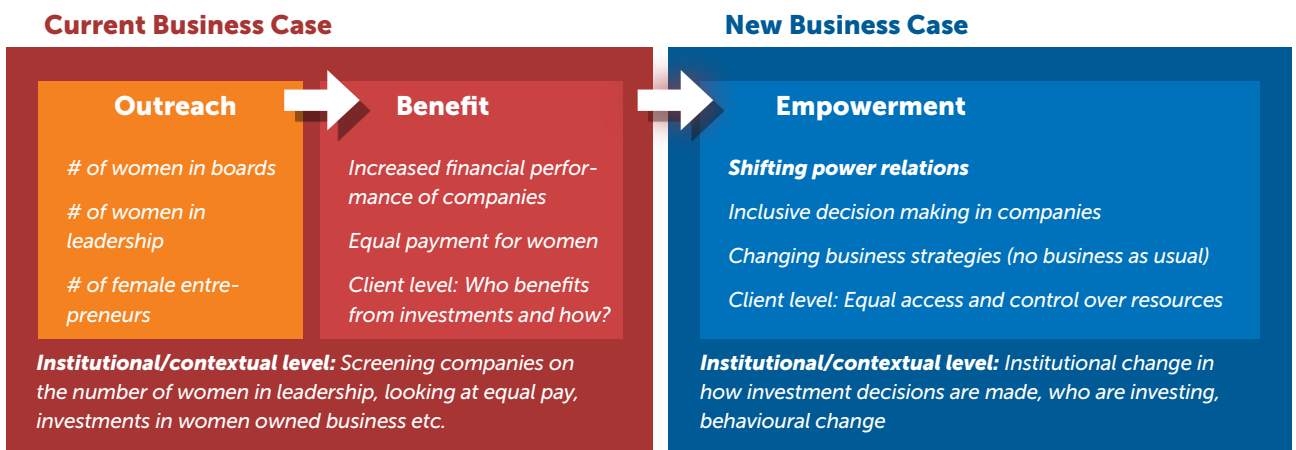 Current Business Case
Outreach
# of women in boards
# of women in
leadership
# of female entre-
preneurs
Benefit
Increased financial perfor-
mance of companies
Equal payment for women
Client level: Who benefits
from investments and how?
Institutional/contextual level: Screening companies on
the number of women in leadership, looking at equal pay,
investments in women owned business etc.
New Business Case
Empowerment
Shifting power relations
Inclusive decision making in companies
Changing business strategies (no business as usual)
Client level: Equal access and control over resources
Institutional/contextual level: Institutional change in
how investment decisions are made, who are investing,
behavioural change